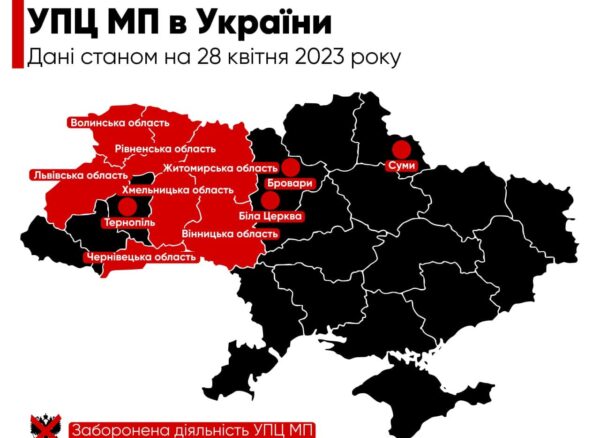 УПЦ МП в Україні
Дані станом на 28 квітня 2023 року
Волинська область
Рівненська область
Суми
Львівська область
Житомирська область
Бровари
Хмельницька область
Біла Церква
Тернопіль
Вінницька область
Чернівецька область
Заборонена діяльність УПЦ МП